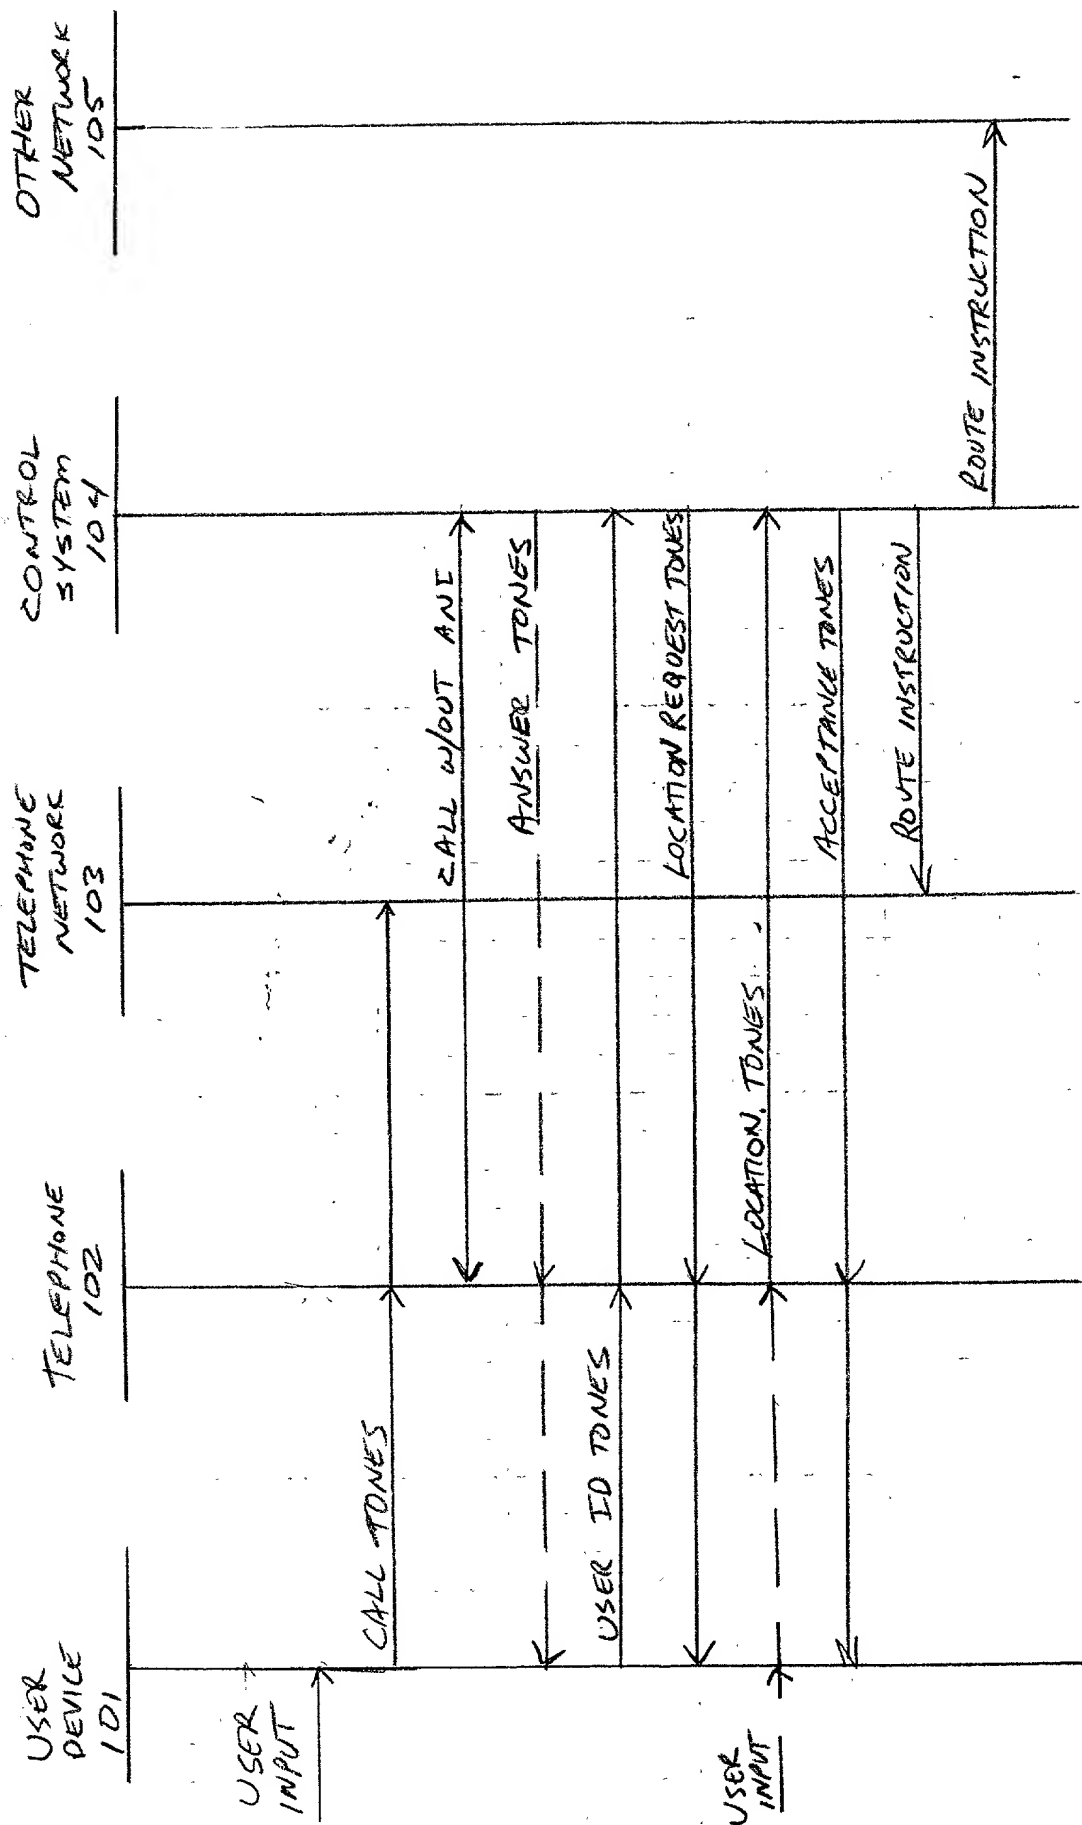 USER
DEVICE
101
TELEPHONE
102
TELEPHONE
NETWORK
103
CONTROL
SYSTEM
104
OTHER
NETWORK
105
USER
INPUT
CALL TONES
CALL W/OUT ANI
ANSWER TONES
USER ID TONES
LOCATION REQUEST TONES
USER
INPUT
LOCATION TONES
ACCEPTANCE TONES
ROUTE INSTRUCTION
ROUTE INSTRUCTION